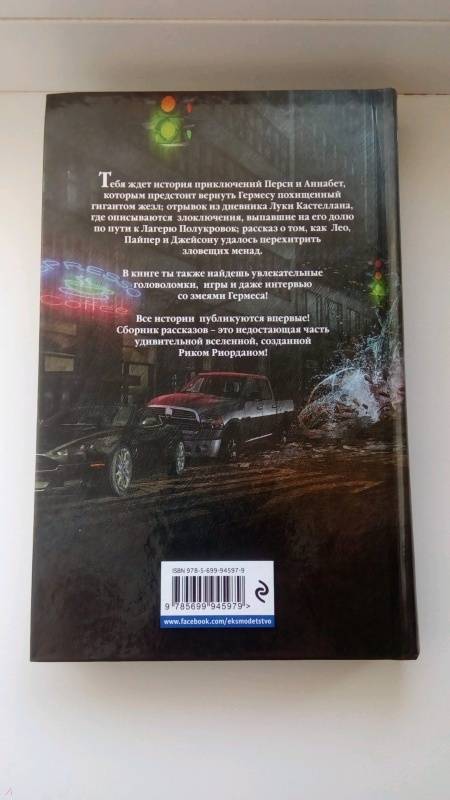 Тебя ждет история приключений Перси и Аннабет,
которым предстоит вернуть Гермесу похищенный
гигантом жезл; отрывок из дневника Луки Кастеллана,
где описываются злоключения, выпавшие на его долю
по пути к Лагерю Полукровок; рассказ о том, как Лео,
Пайпер и Джейсону удалось перехитрить
зловещих менад.
В книге ты также найдешь увлекательные
головоломки, игры и даже интервью
со змеями Гермеса!
Все истории публикуются впервые!
Сборник рассказов – это недостающая часть
удивительной вселенной, созданной
Риком Риорданом!
Coffee
ISBN 978-5-699-94597-9
9 785699 945979 >
www.facebook.com/eksmodetstvo